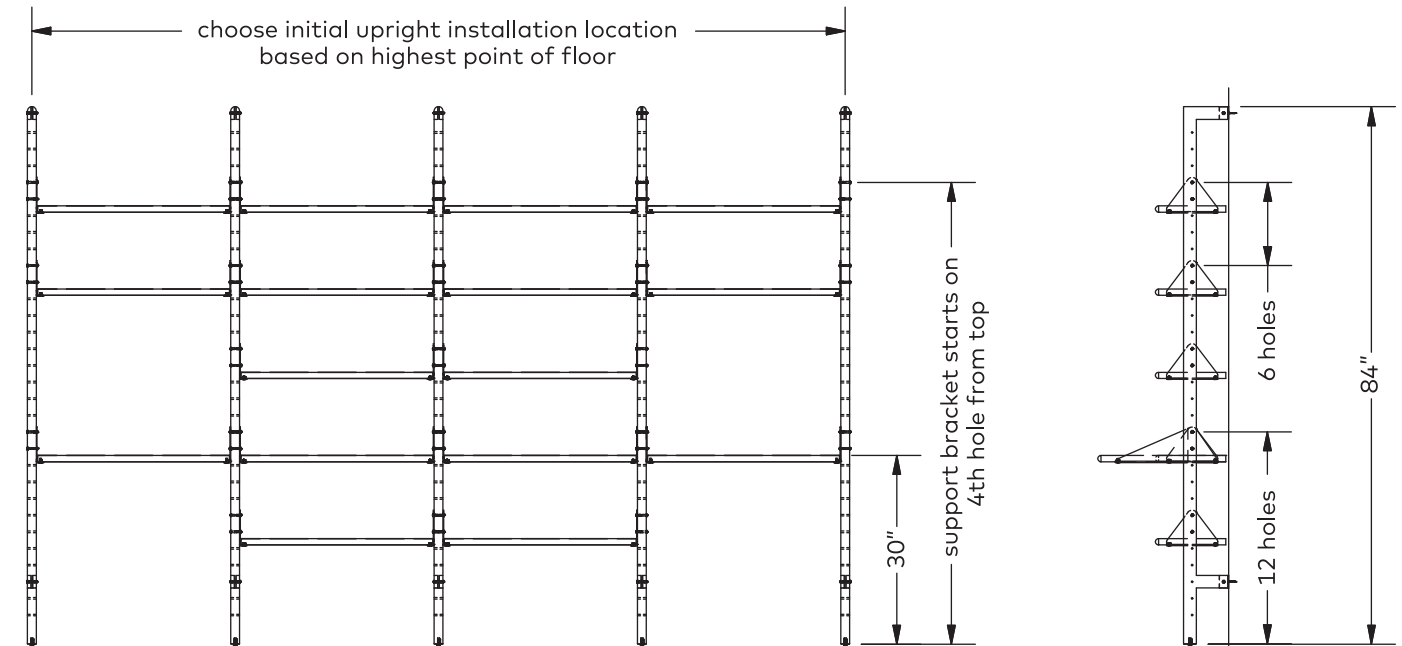 choose initial upright installation location
based on highest point of floor
support bracket starts on
4th hole from top
30″
6 holes
12 holes
84″